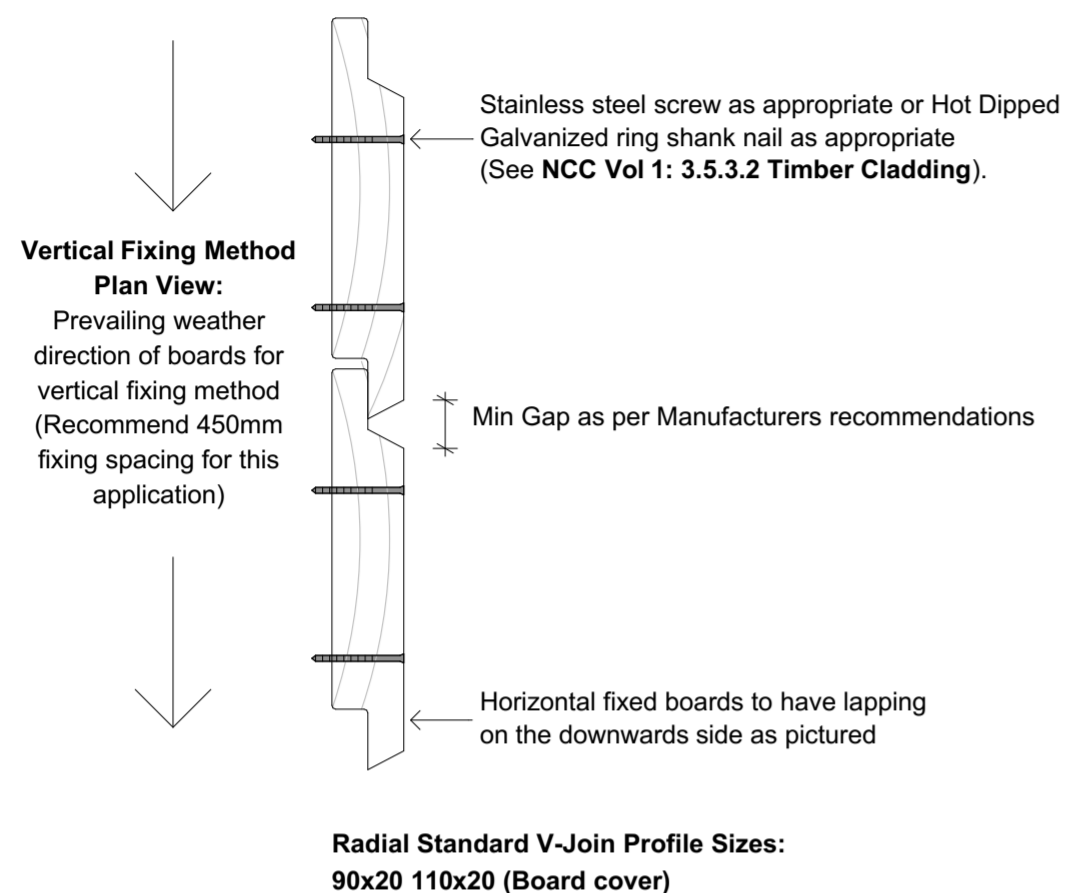 Stainless steel screw as appropriate or Hot Dipped
Galvanized ring shank nail as appropriate
(See NCC Vol 1: 3.5.3.2 Timber Cladding).
Vertical Fixing Method
Plan View:
Prevailing weather
direction of boards for
vertical fixing method
(Recommend 450mm
fixing spacing for this
application)
Min Gap as per Manufacturers recommendations
Horizontal fixed boards to have lapping
on the downwards side as pictured
Radial Standard V-Join Profile Sizes:
90x20 110x20 (Board cover)